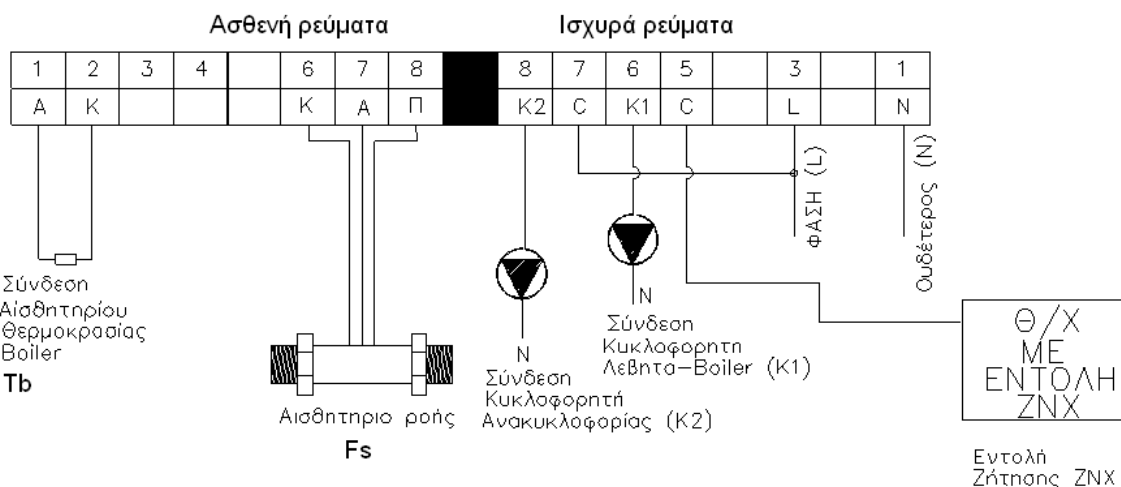 Ασθενή ρεύματα
Ισχυρά ρεύματα
1 2 3 4 6 7 8 8 7 6 5 3 1
Α Κ Κ Α Π Κ2 C Κ1 C L N
ΦΑΣΗ (L)
Ουδέτερος (N)
Σύνδεση
Αίσθητηρίου
Θερμοκρασίας
Boiler
Tb
Αισθητηριο ροής
Fs
N
Σύνδεση
Κυκλοφορητή
Ανακυκλοφορίας (Κ2)
N
Σύνδεση
Κυκλοφορητη
Λεβητα-Boiler (Κ1)
Θ/Χ
ΜΕ
ΕΝΤΟΛΗ
ΖΝΧ
Εντολή
Ζήτησης ΖΝΧ